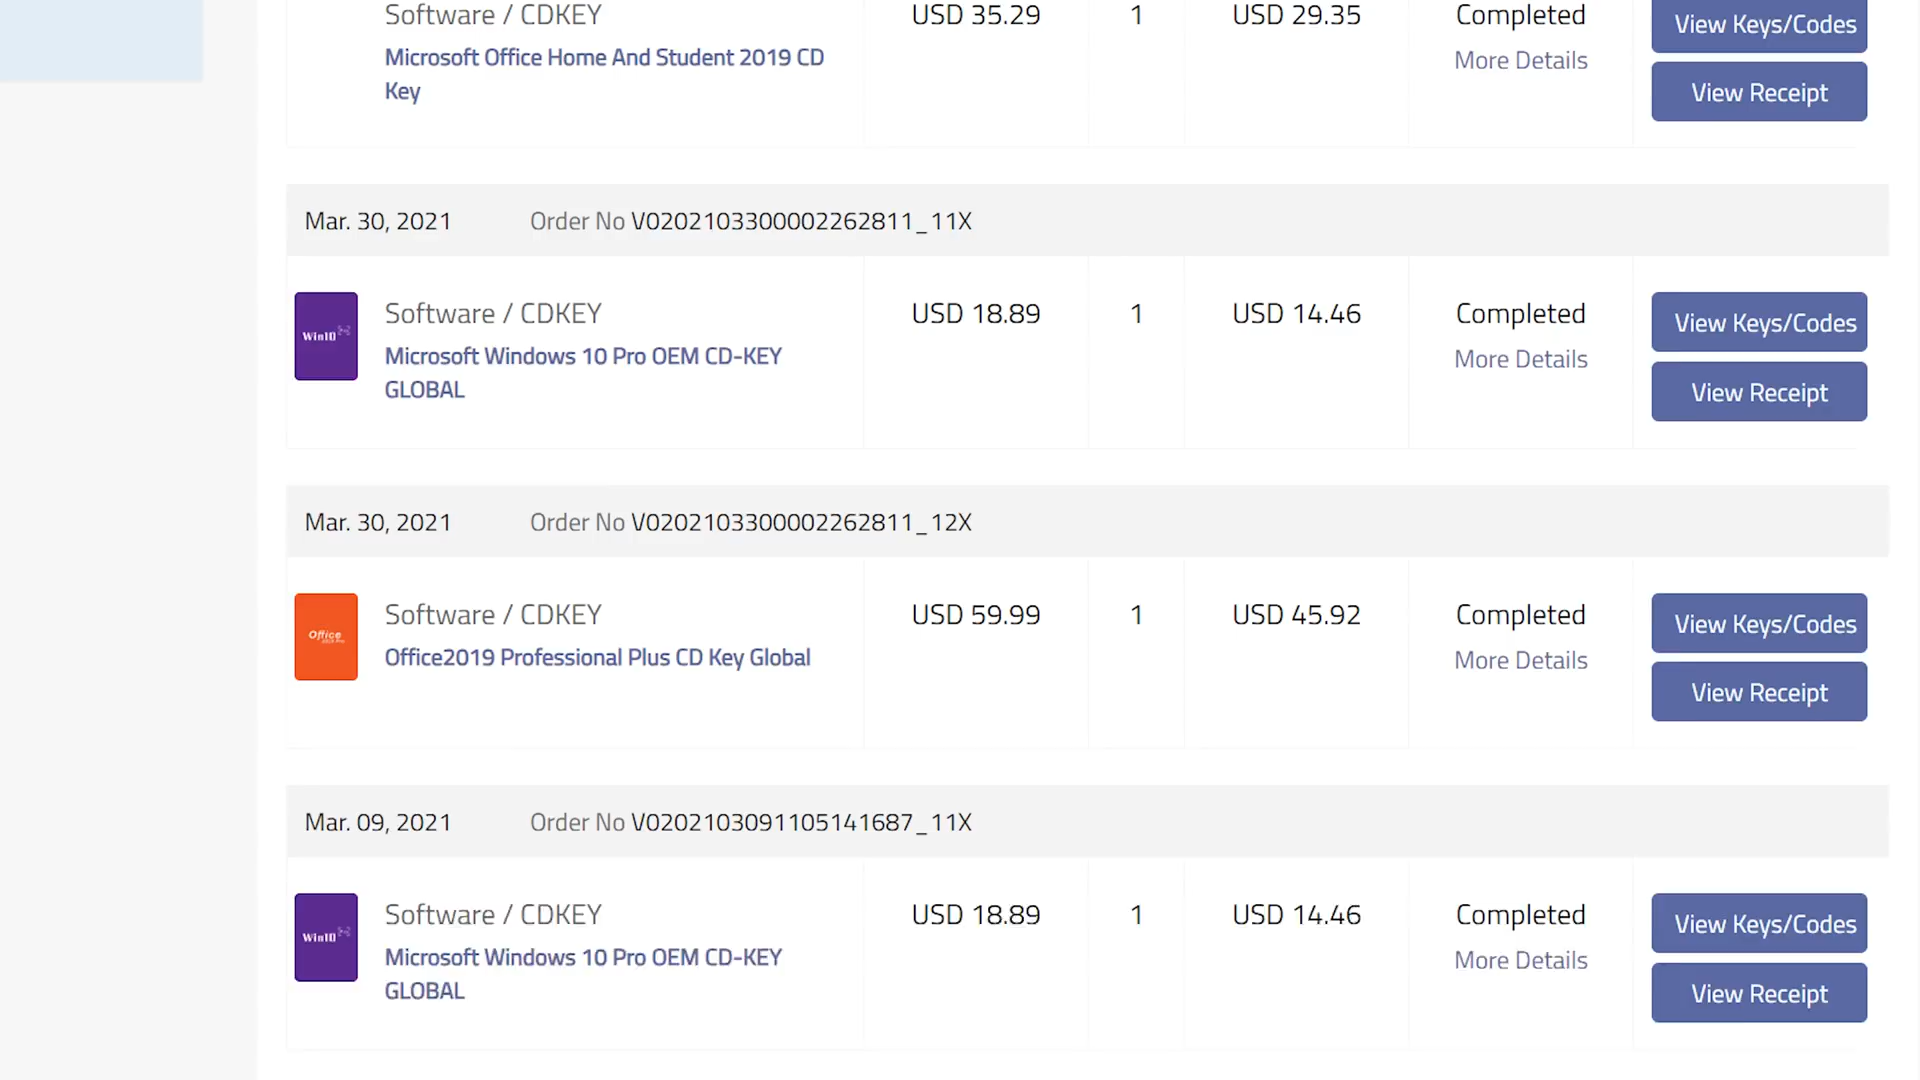 Software / CDKEY USD 35.29 1 USD 29.35 Completed View Keys/Codes
Microsoft Office Home And Student 2019 CD More Details
Key View Receipt
Mar. 30, 2021 Order No V0202103300002262811_11X
Win10 Software / CDKEY USD 18.89 1 USD 14.46 Completed View Keys/Codes
Microsoft Windows 10 Pro OEM CD-KEY More Details
GLOBAL View Receipt
Mar. 30, 2021 Order No V0202103300002262811_12X
Office Software / CDKEY USD 59.99 1 USD 45.92 Completed View Keys/Codes
Office2019 Professional Plus CD Key Global More Details
View Receipt
Mar. 09, 2021 Order No V0202103091105141687_11X
Win10 Software / CDKEY USD 18.89 1 USD 14.46 Completed View Keys/Codes
Microsoft Windows 10 Pro OEM CD-KEY More Details
GLOBAL View Receipt